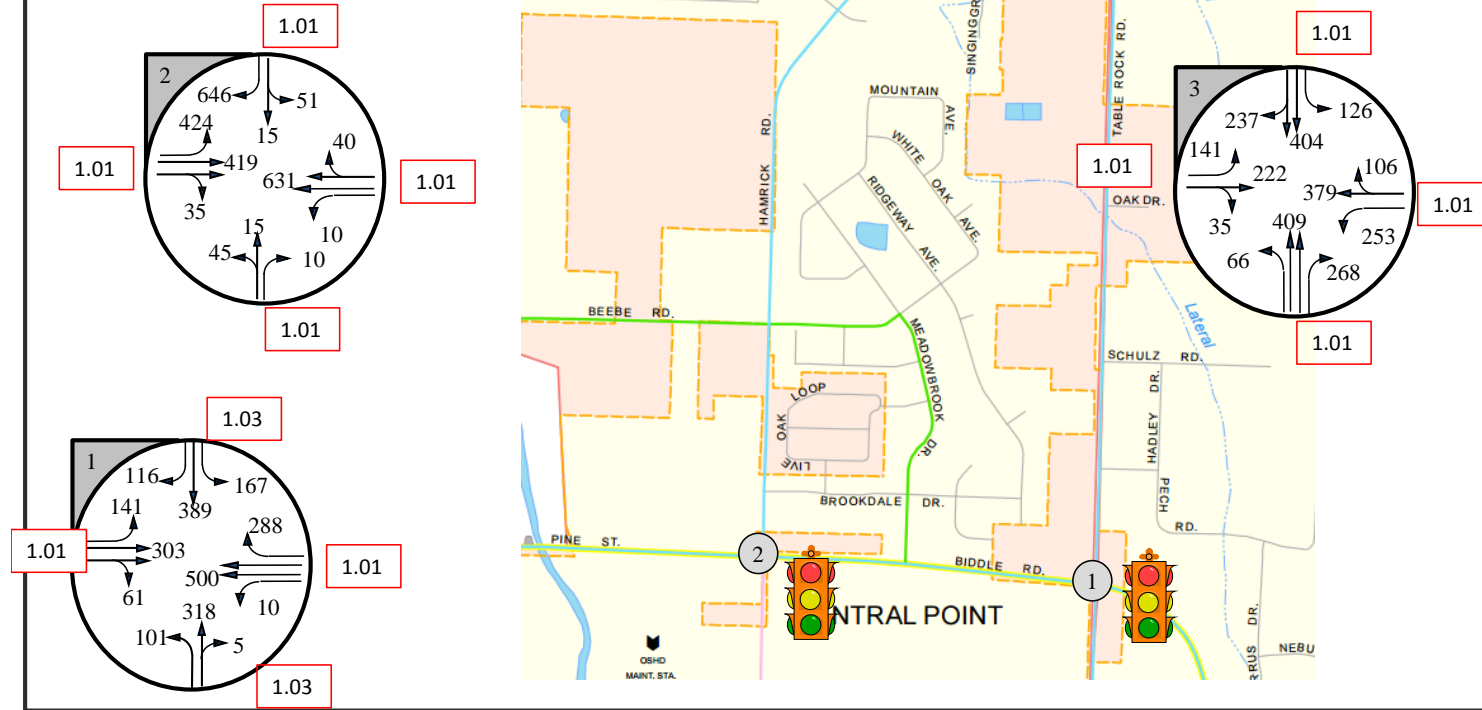 1.01
2
646
51
15
424
419
35
1.01
40
631
10
1.01
15
45
10
1.01
1.03
1
116
167
389
141
303
61
1.01
288
500
10
1.01
318
101
5
1.03
SINGINGGR
TABLE ROCK RD.
MOUNTAIN AVE.
WHITE OAK AVE.
RIDGEWAY AVE.
HAMRICK RD.
OAK DR.
BEEBE RD.
MEADOWBROOK DR.
Lateral
SCHULZ RD.
HADLEY DR.
PECH RD.
LIVE OAK LOOP
BROOKDALE DR.
PINE ST.
2
BIDDLE RD.
1
NTRAL POINT
OSHD
MAINT. STA.
RRUS DR.
NEBU
1.01
3
237
126
404
1.01
141
222
35
106
379
253
1.01
409
66
268
1.01